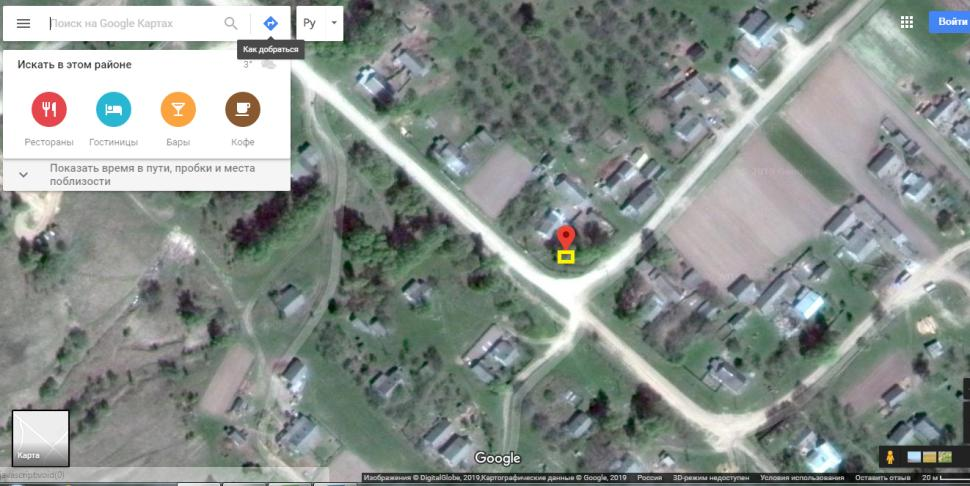 Поиск на Google Картах
Ру
Войти
Как добраться
Искать в этом районе
3°
Рестораны
Гостиницы
Бары
Кофе
Показать время в пути, пробки и места
поблизости
Карта
Google
javascript:void(0)
Изображения © DigitalGlobe, 2019,Картографические данные © Google, 2019 Россия 3D-режим недоступен Условия использования Оставить отзыв 20 м